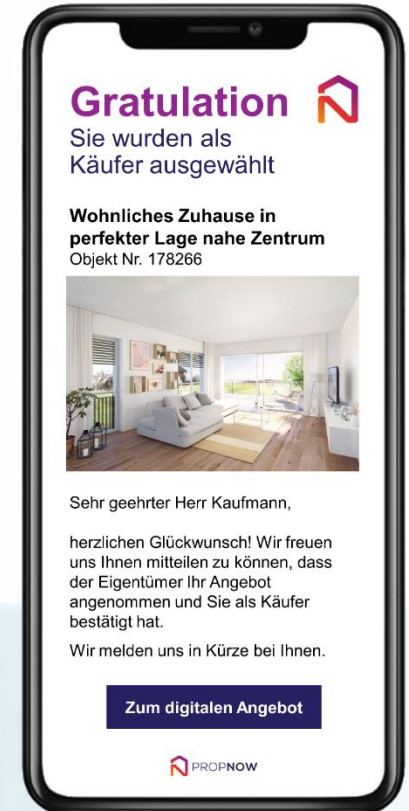 Gratulation
Sie wurden als
Käufer ausgewählt
Wohnliches Zuhause in
perfekter Lage nahe Zentrum
Objekt Nr. 178266
Sehr geehrter Herr Kaufmann,
herzlichen Glückwunsch! Wir freuen
uns Ihnen mitteilen zu können, dass
der Eigentümer Ihr Angebot
angenommen und Sie als Käufer
bestätigt hat.
Wir melden uns in Kürze bei Ihnen.
Zum digitalen Angebot
PROPNOW